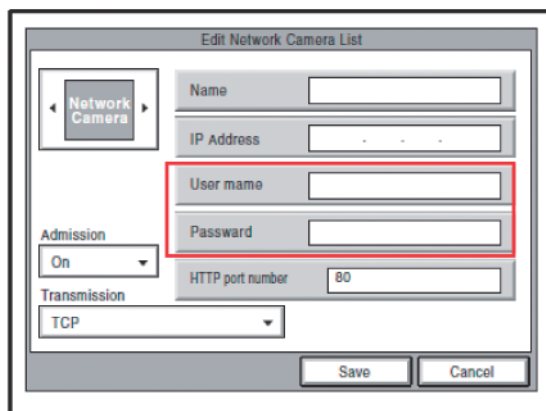 Edit Network Camera List
Network
Camera
Name
IP Address
. . .
User mame
Passward
HTTP port number 80
Admission
On
Transmission
TCP
Save Cancel